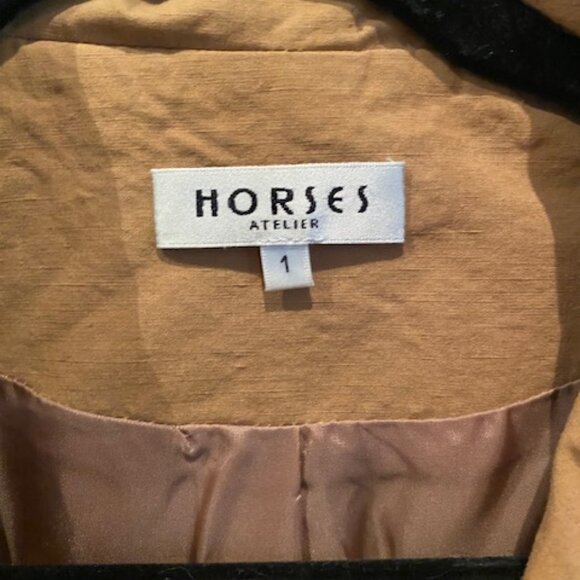 HORSES
ATELIER
1